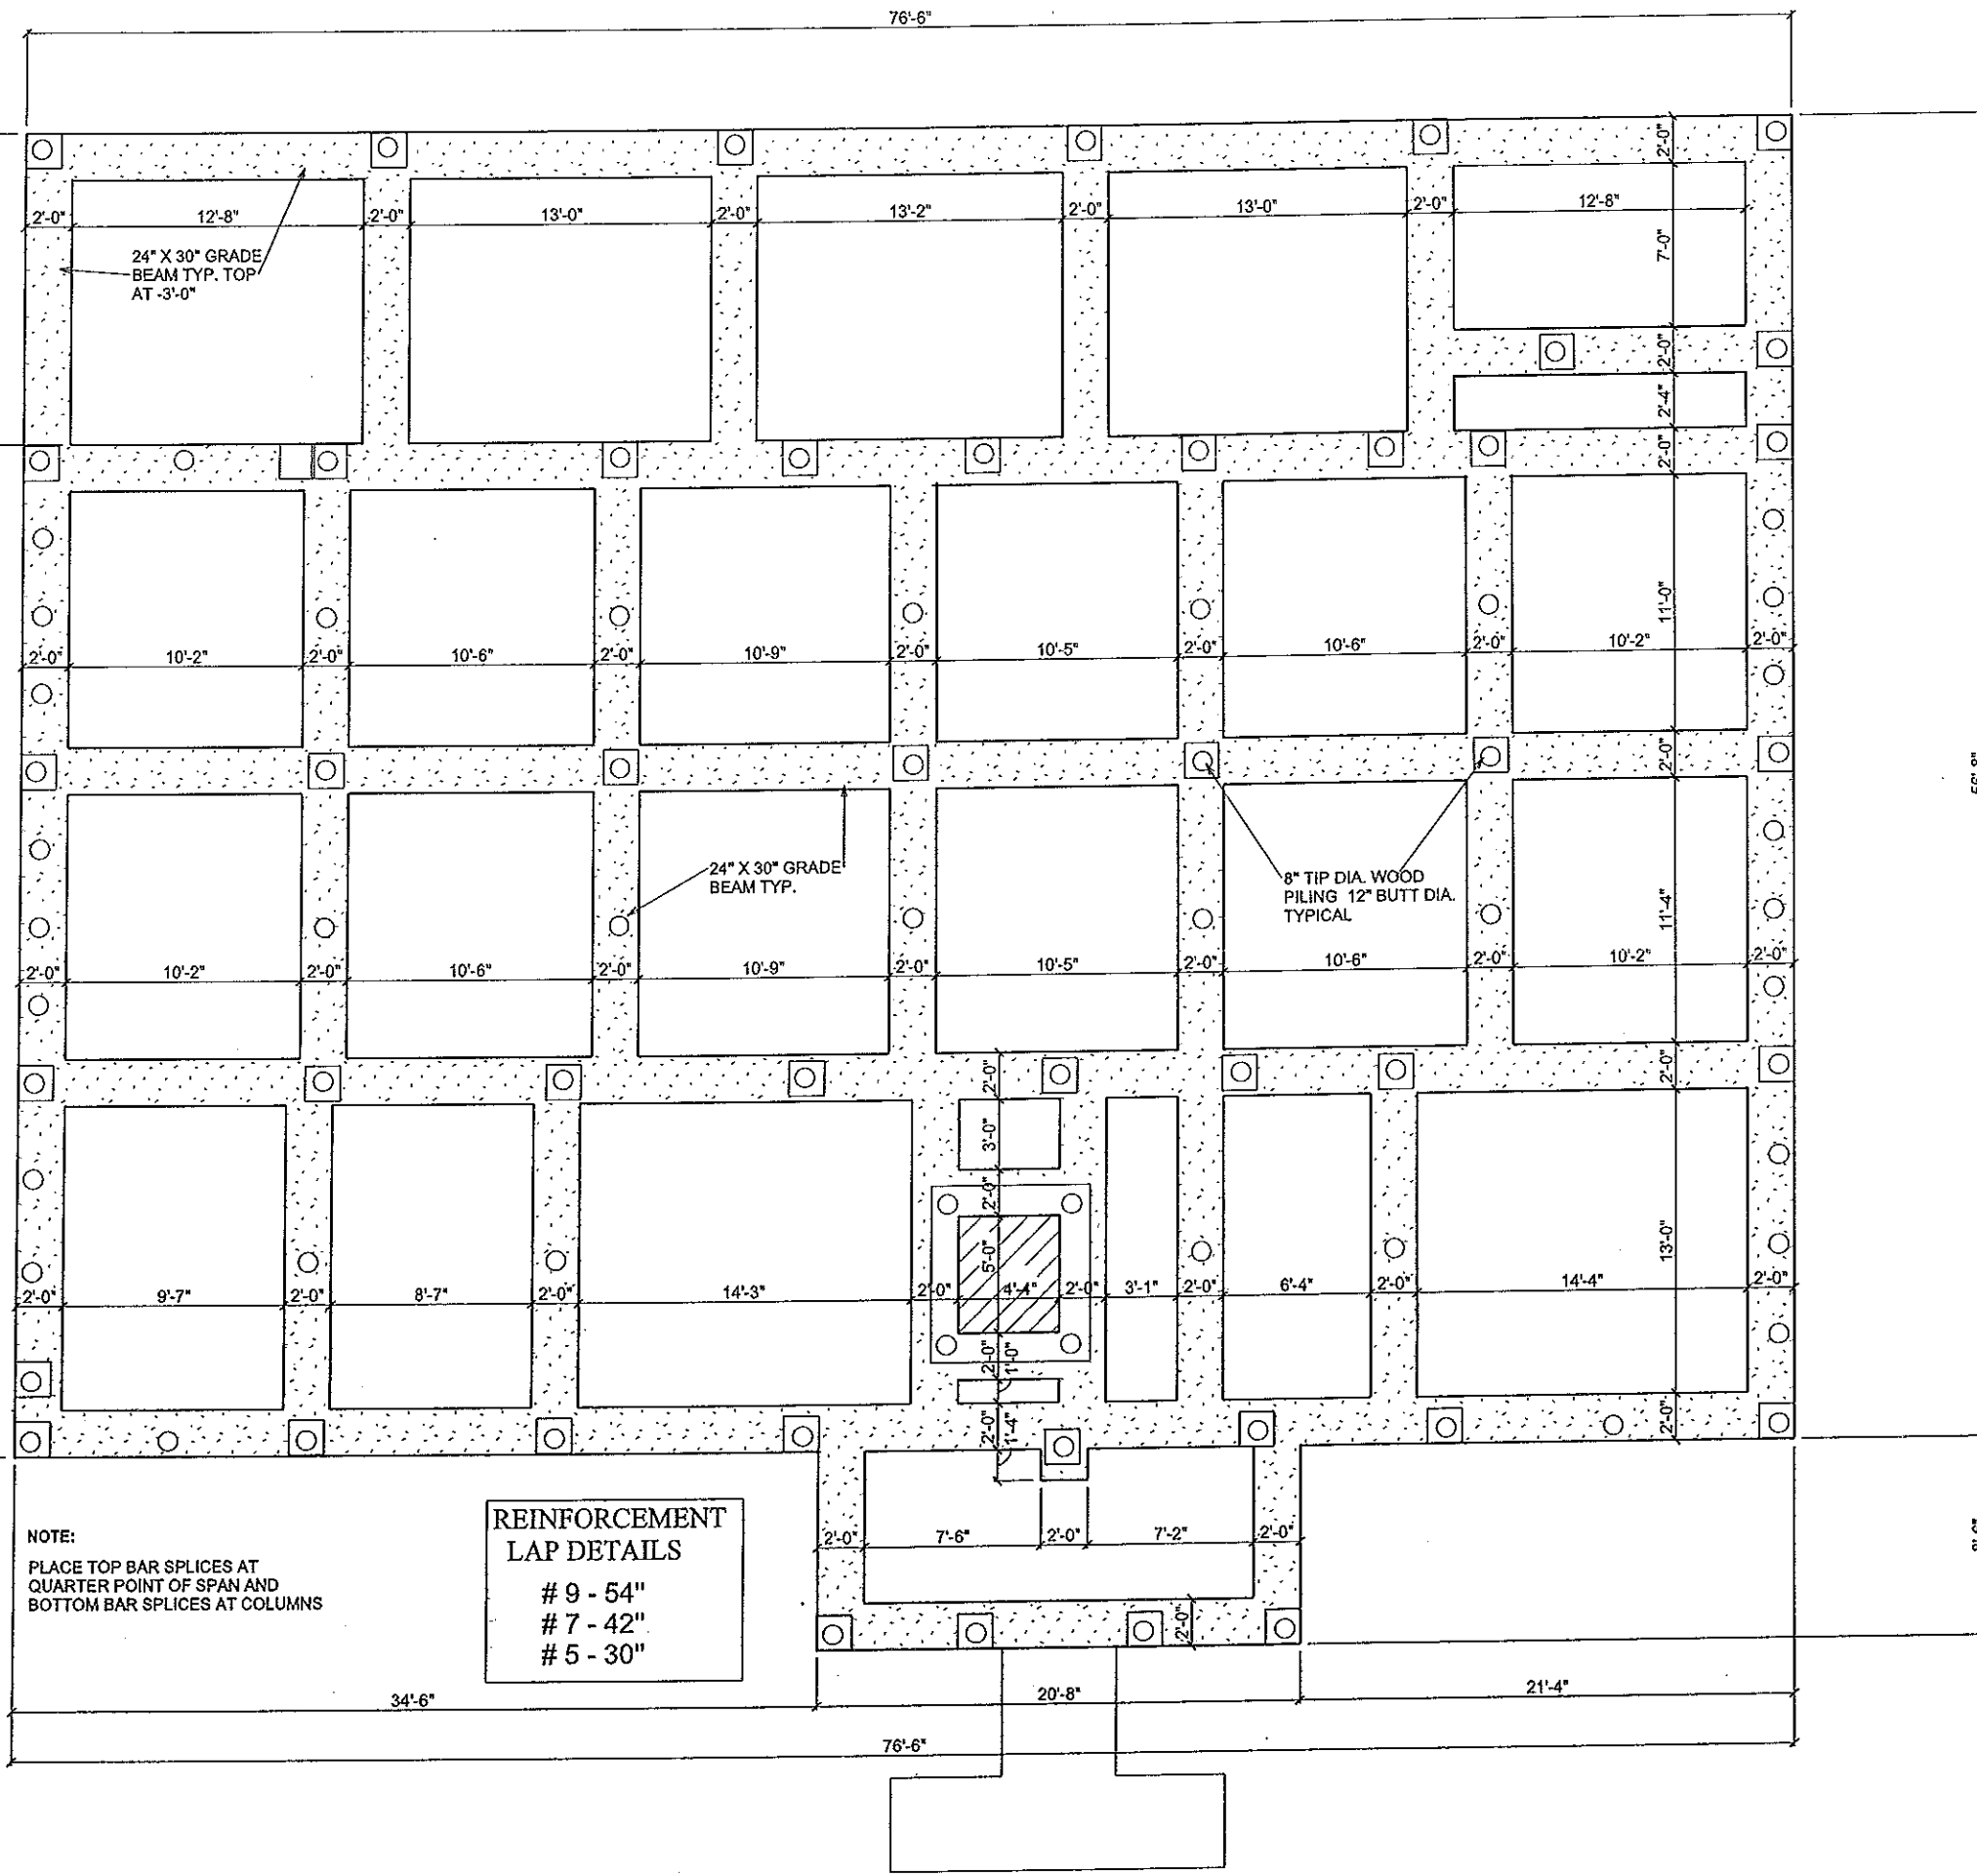 76'-6"
2'-0"
2'-0" 12'-8" 2'-0" 13'-0" 2'-0" 13'-2" 2'-0" 13'-0" 2'-0" 12'-8"
7'-0"
24" X 30" GRADE
BEAM TYP. TOP
AT -3'-0"
2'-0"
2'-4"
2'-0"
11'-0"
2'-0" 10'-2" 2'-0" 10'-6" 2'-0" 10'-9" 2'-0" 10'-5" 2'-0" 10'-6" 2'-0" 10'-2" 2'-0"
2'-0"
56'-8"
24" X 30" GRADE
BEAM TYP.
8" TIP DIA. WOOD
PILING 12" BUTT DIA.
TYPICAL
11'-4"
2'-0" 10'-2" 2'-0" 10'-6" 2'-0" 10'-9" 2'-0" 10'-5" 2'-0" 10'-6" 2'-0" 10'-2" 2'-0"
2'-0"
2'-0"
3'-0"
2'-0"
5'-0"
13'-0"
2'-0" 9'-7" 2'-0" 8'-7" 2'-0" 14'-3" 2'-0" 4'-4" 2'-0" 3'-1" 2'-0" 6'-4" 2'-0" 14'-4" 2'-0"
2'-0" 1'-0"
2'-0" 1'-4"
2'-0"
2'-0" 7'-6" 2'-0" 7'-2" 2'-0"
2'-0"
NOTE:
PLACE TOP BAR SPLICES AT
QUARTER POINT OF SPAN AND
BOTTOM BAR SPLICES AT COLUMNS
REINFORCEMENT
LAP DETAILS
# 9 - 54"
# 7 - 42"
# 5 - 30"
34'-6" 20'-8" 21'-4"
76'-6"